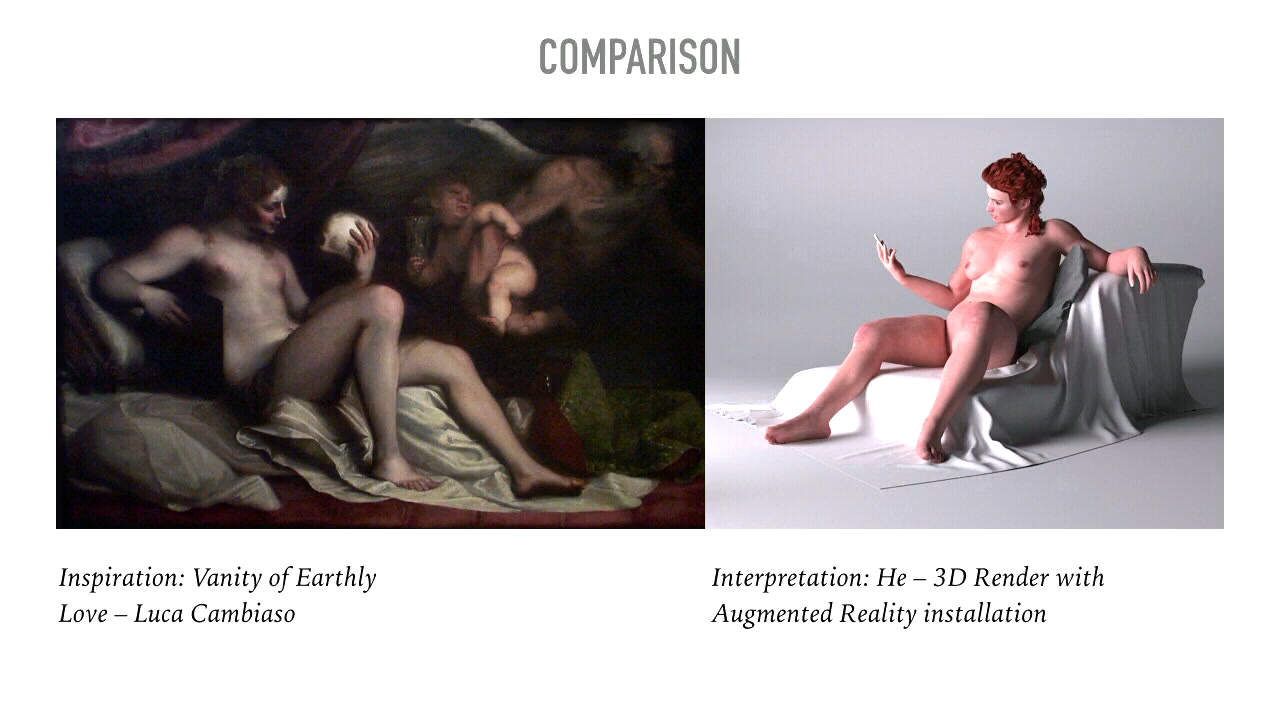 COMPARISON
Inspiration: Vanity of Earthly
Love – Luca Cambiaso
Interpretation: He – 3D Render with
Augmented Reality installation